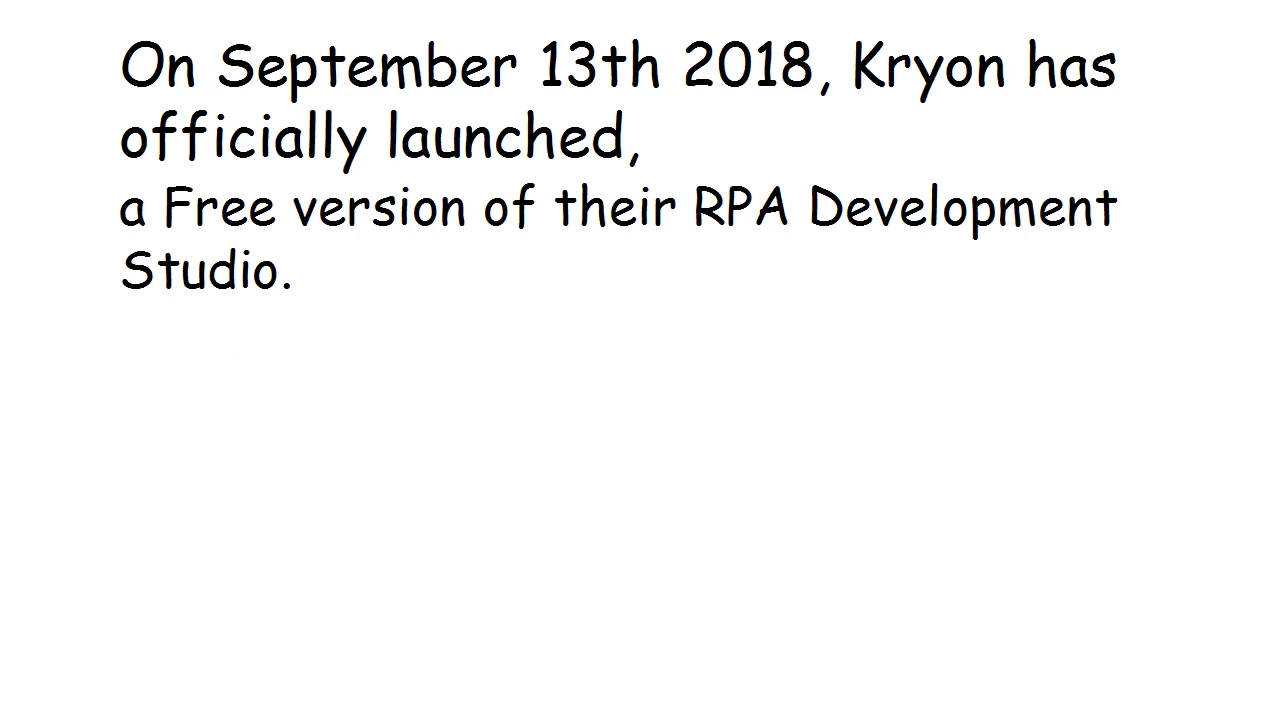 On September 13th 2018, Kryon has
officially launched,
a Free version of their RPA Development
Studio.